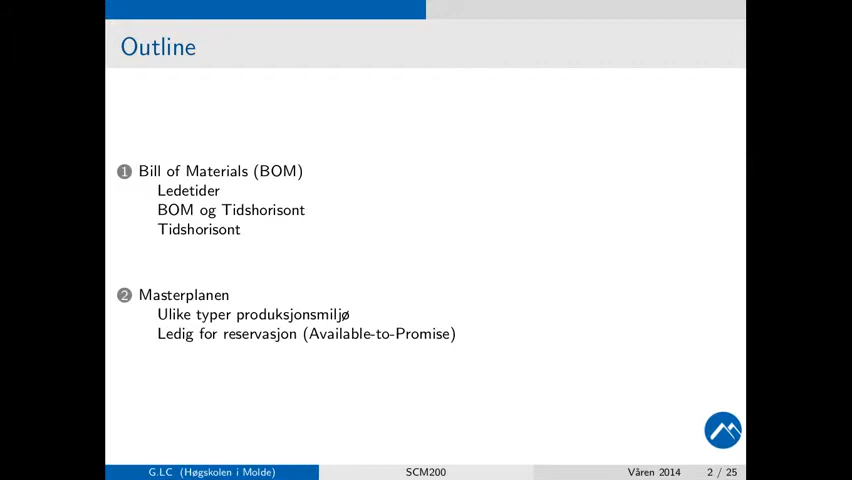 Outline
1 Bill of Materials (BOM)
Ledetider
BOM og Tidshorisont
Tidshorisont
2 Masterplanen
Ulike typer produksjonsmiljø
Ledig for reservasjon (Available-to-Promise)
G.LC (Høgskolen i Molde) SCM200 Våren 2014 2 / 25